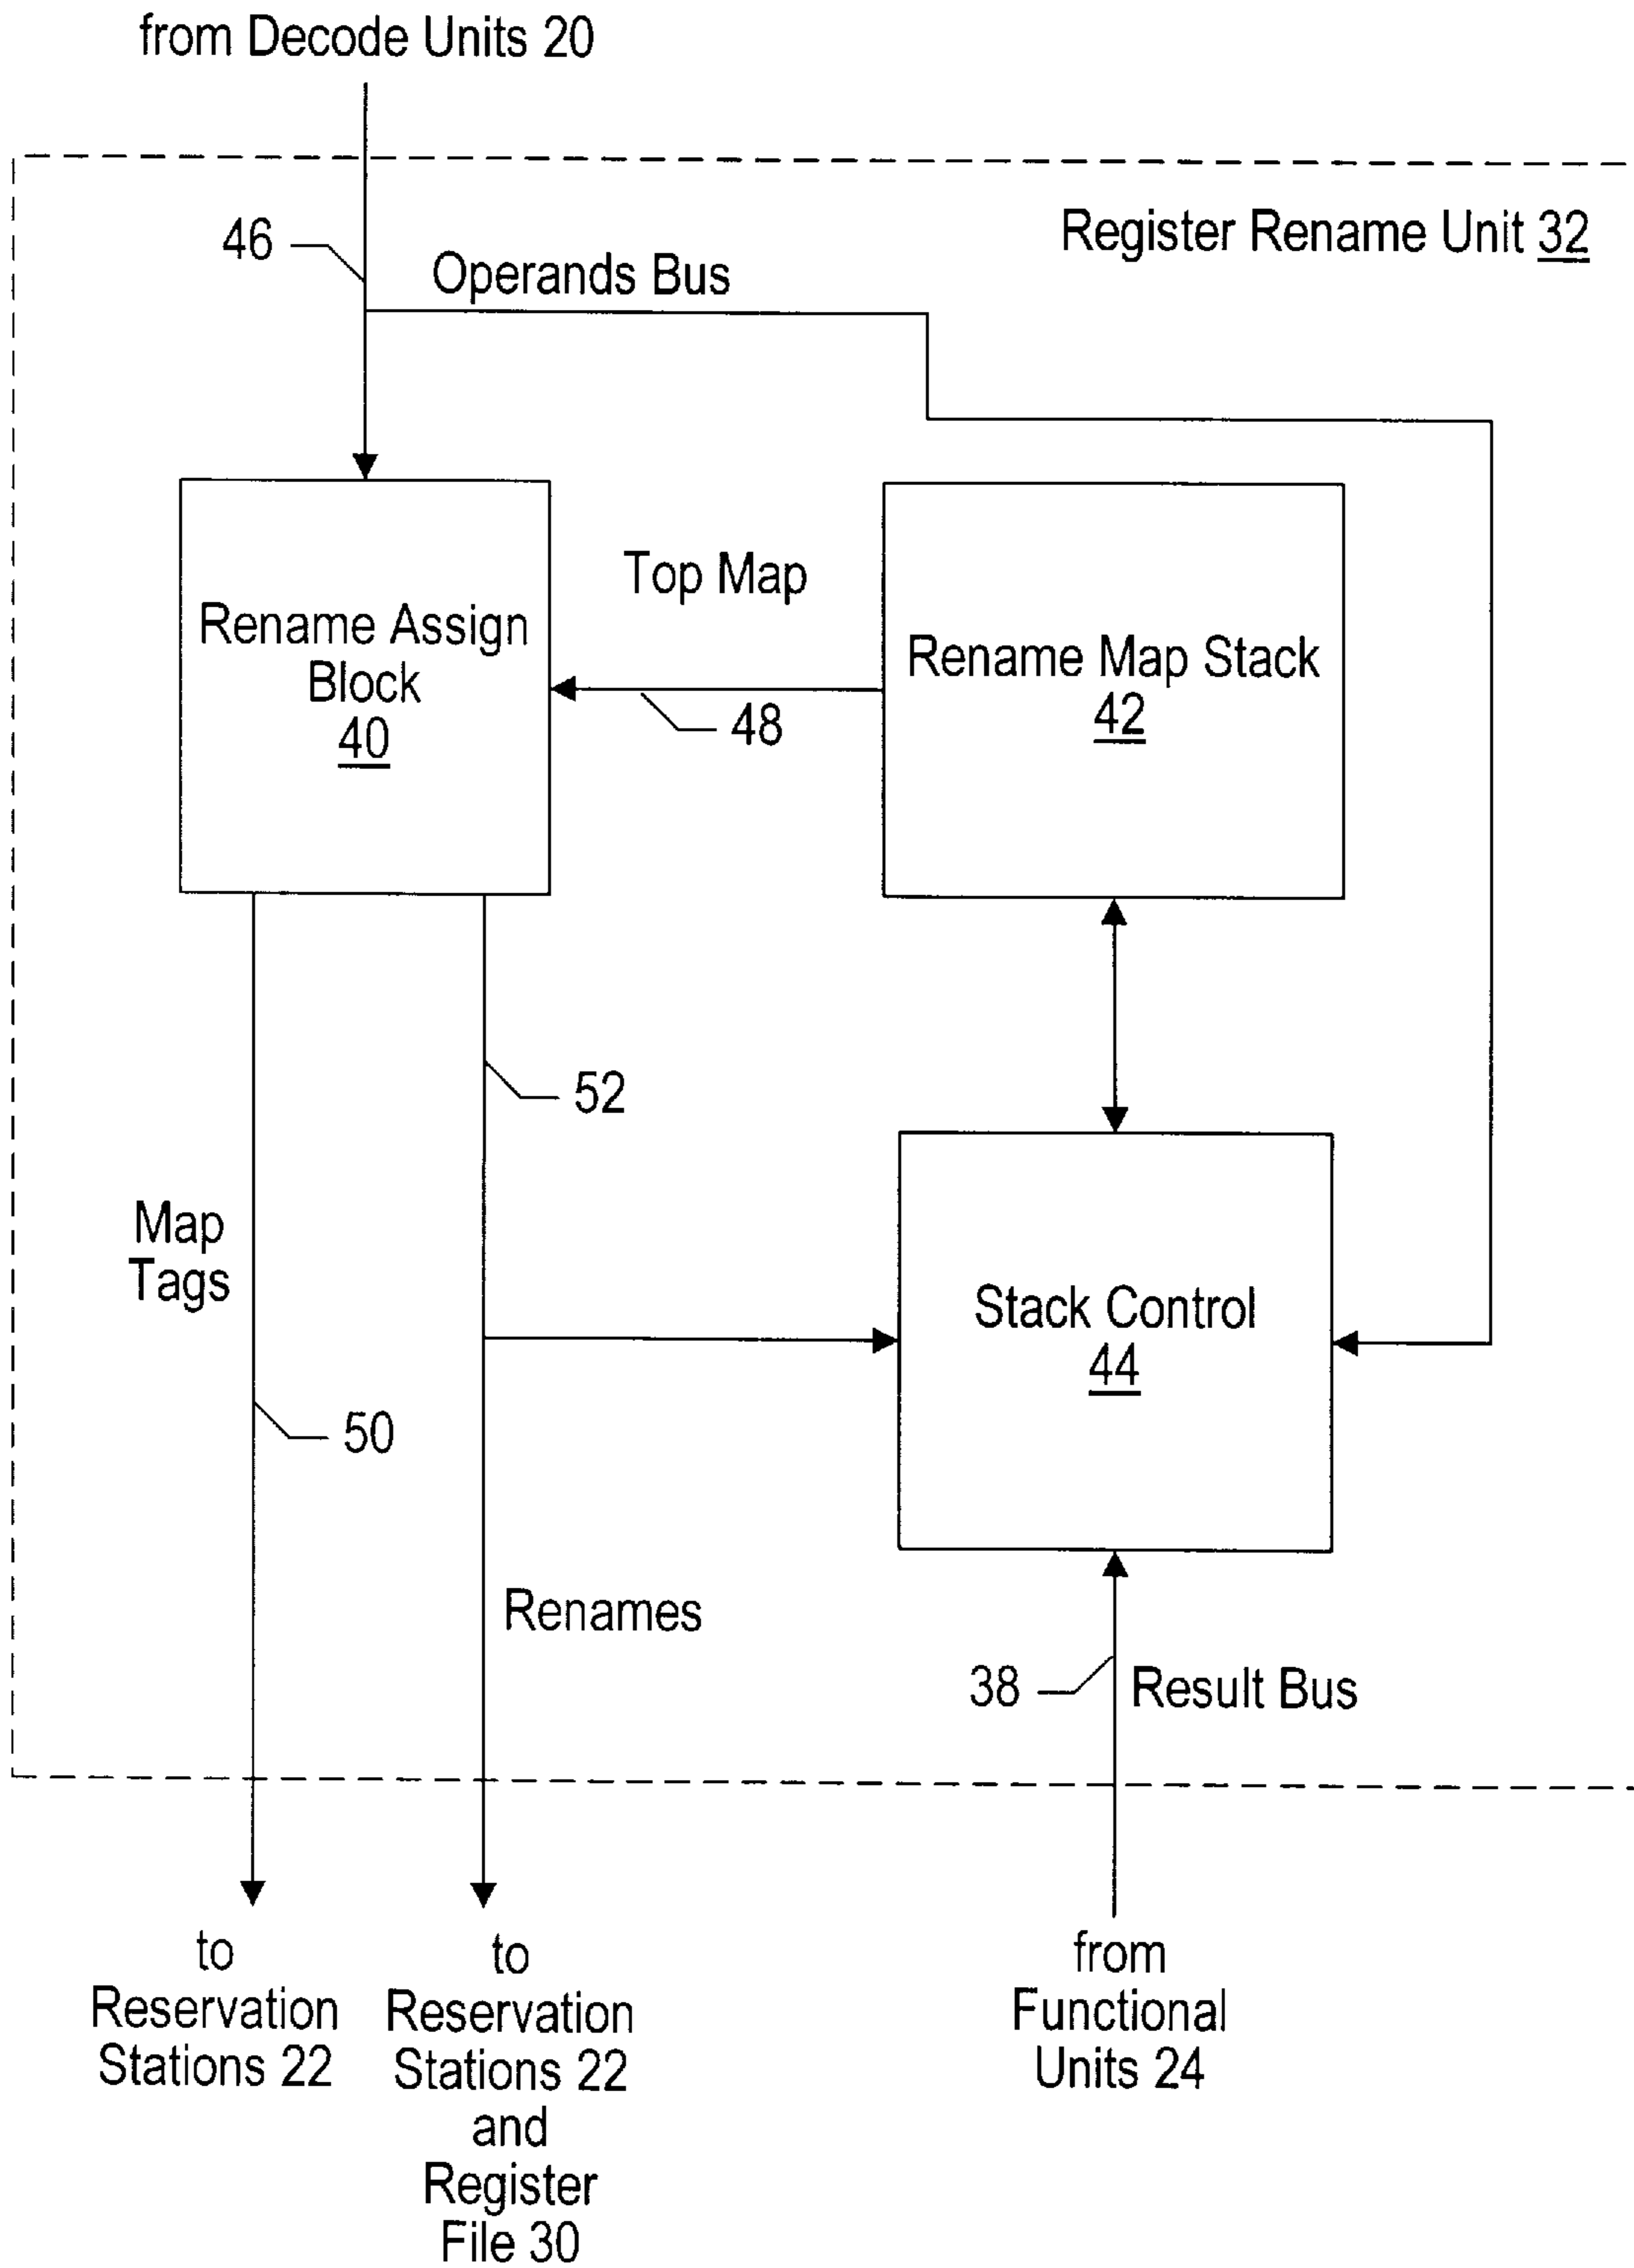 from Decode Units 20
Register Rename Unit 32
46
Operands Bus
Top Map
Rename Assign
Block
40
Rename Map Stack
42
48
52
Map
Tags
Stack Control
44
50
Renames
38
Result Bus
to
Reservation
Stations 22
to
Reservation
Stations 22
and
Register
File 30
from
Functional
Units 24